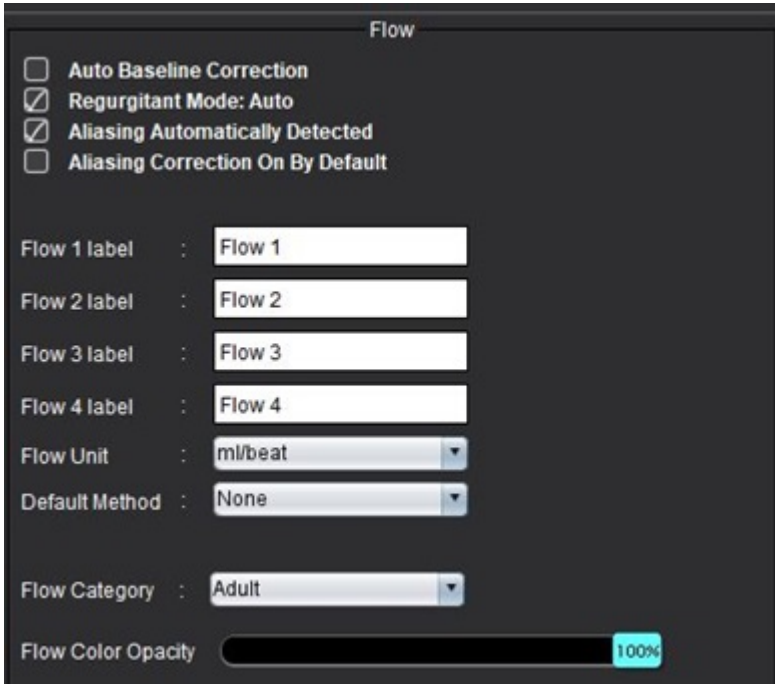 Flow
Auto Baseline Correction
Regurgitant Mode: Auto
Aliasing Automatically Detected
Aliasing Correction On By Default
Flow 1 label : Flow 1
Flow 2 label : Flow 2
Flow 3 label : Flow 3
Flow 4 label : Flow 4
Flow Unit : ml/beat
Default Method : None
Flow Category : Adult
Flow Color Opacity 100%